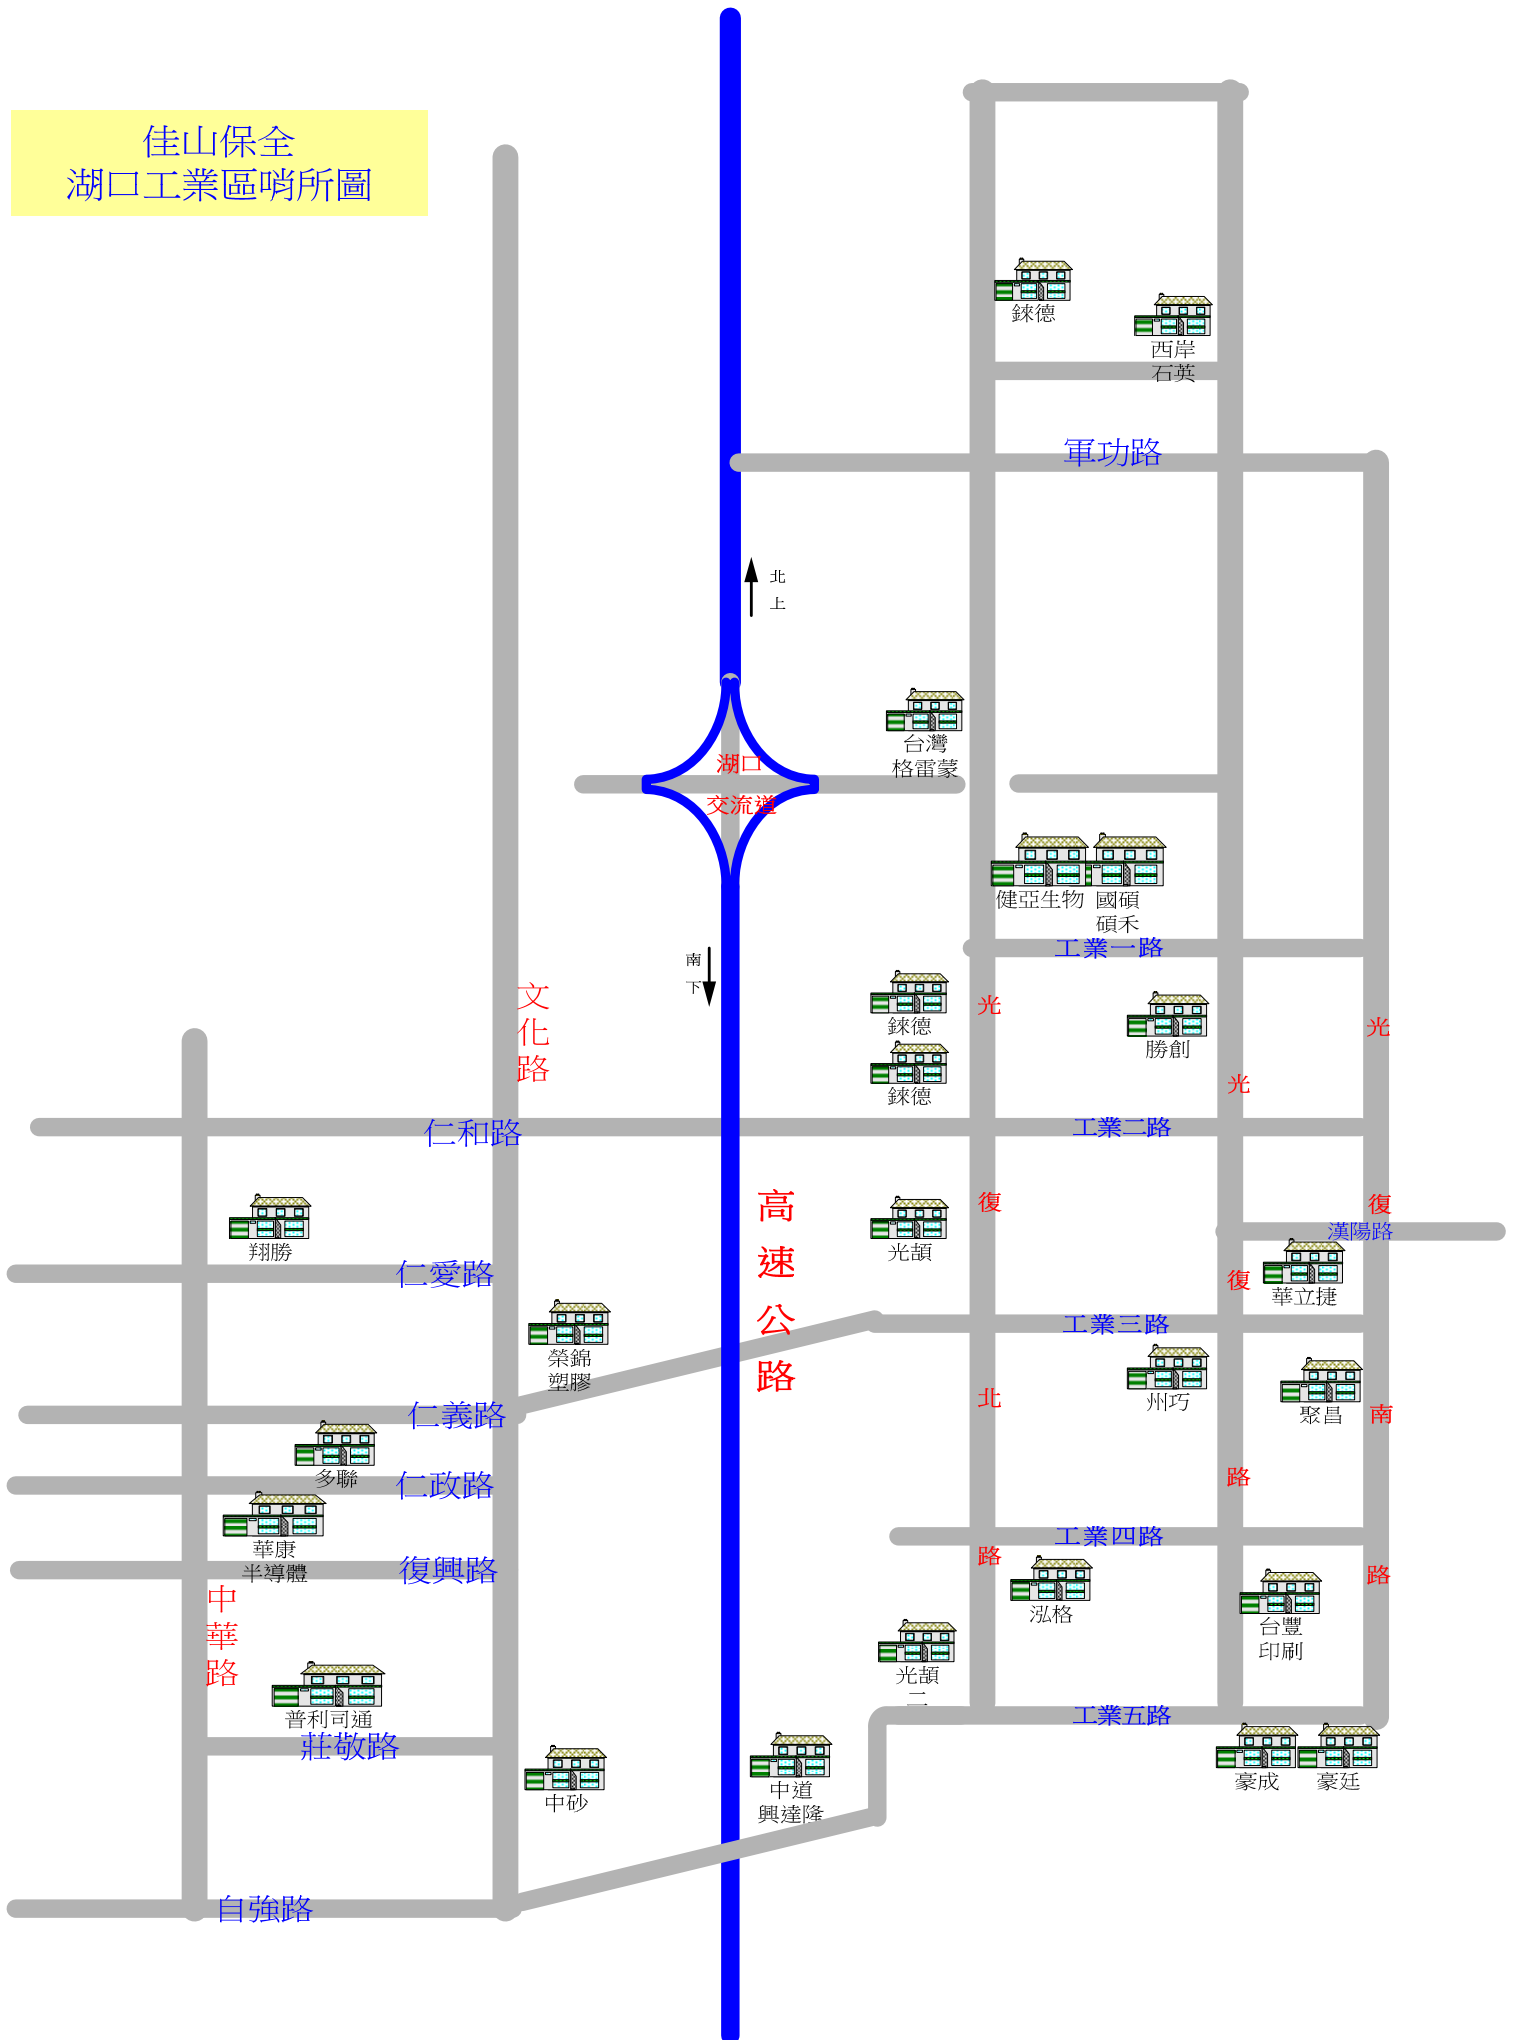 佳山保全
湖口工業區哨所圖
錸德
西岸
石英
軍功路
北
上
台灣
格雷蒙
湖口
交流道
健亞生物
國碩
碩禾
工業一路
南
下
文
化
路
錸德
光
勝創
光
錸德
光
仁和路
工業二路
高
速
公
路
復
復
漢陽路
翔勝
光頡
仁愛路
復
華立捷
工業三路
榮錦
塑膠
北
州巧
聚昌
南
仁義路
多聯
仁政路
路
華康
半導體
工業四路
路
復興路
路
中
華
路
泓格
台豐
印刷
光頡
二
普利司通
莊敬路
工業五路
中砂
中道
興達隆
豪成
豪廷
自強路